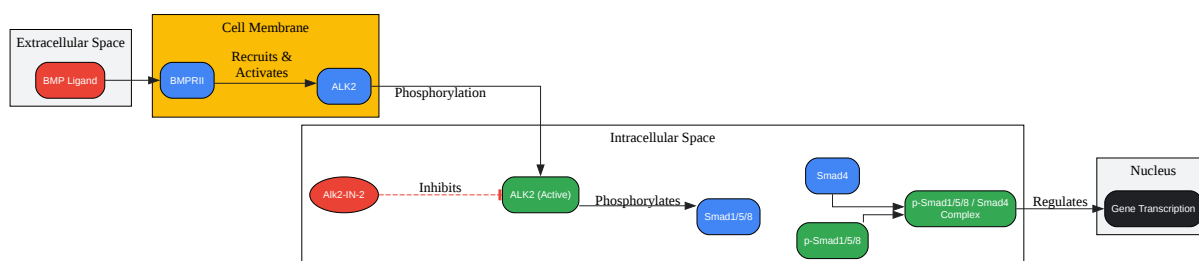 Extracellular Space
BMP Ligand
Cell Membrane
BMPRII
Recruits &
Activates
ALK2
Phosphorylation
Intracellular Space
Alk2-IN-2
Inhibits
ALK2 (Active)
Phosphorylates
Smad1/5/8
Smad4
p-Smad1/5/8
p-Smad1/5/8 / Smad4
Complex
Regulates
Nucleus
Gene Transcription